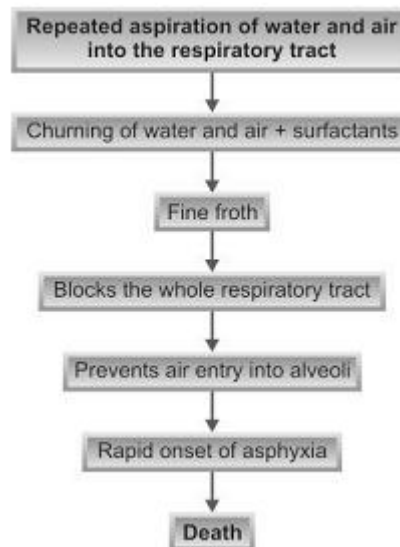 Repeated aspiration of water and air
into the respiratory tract
Churning of water and air + surfactants
Fine froth
Blocks the whole respiratory tract
Prevents air entry into alveoli
Rapid onset of asphyxia
Death